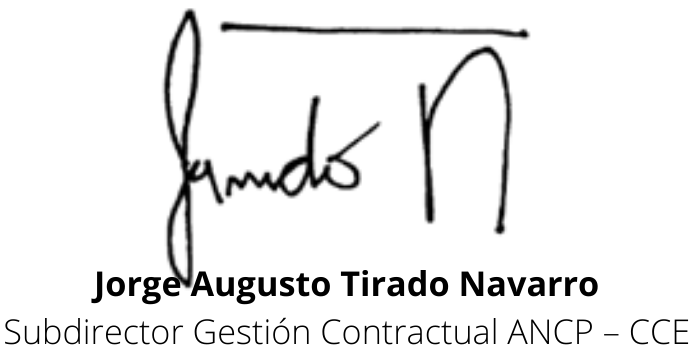 Jorge Augusto Tirado Navarro
Subdirector Gestión Contractual ANCP – CCE